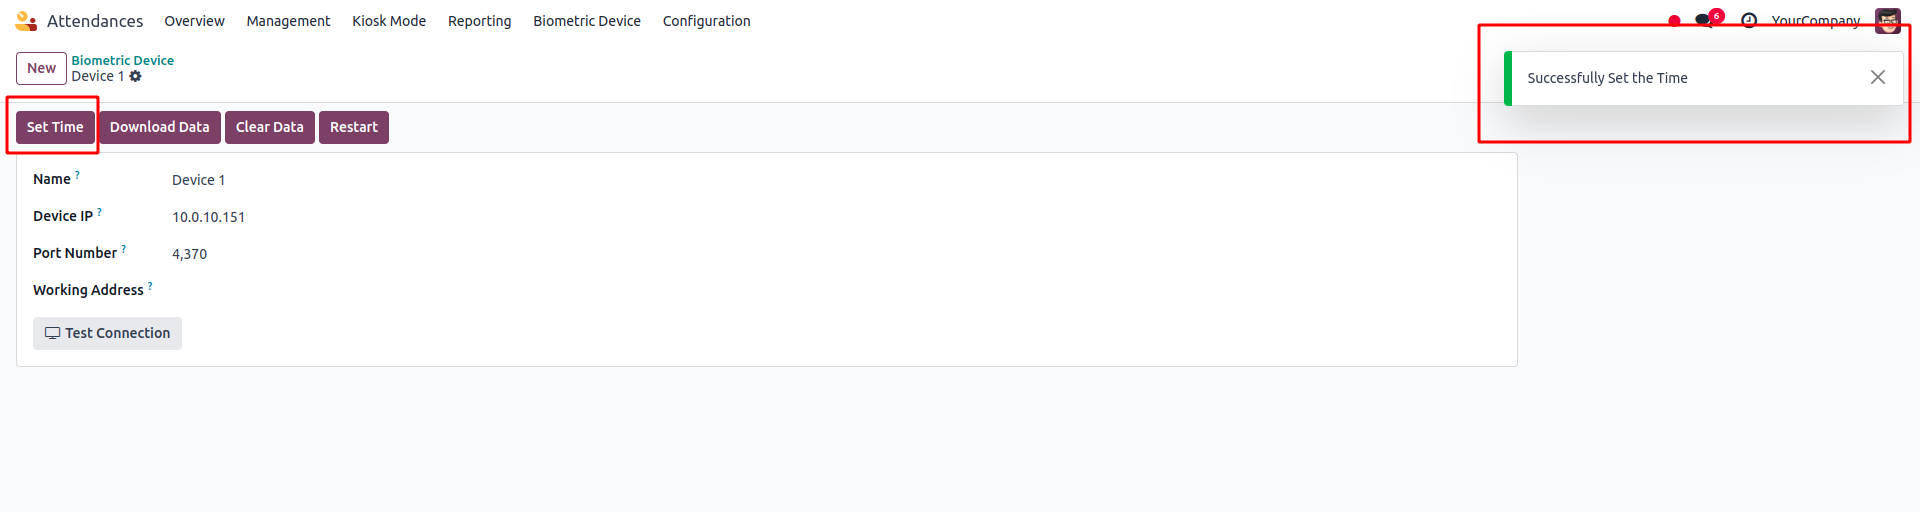 Attendances Overview Management Kiosk Mode Reporting Biometric Device Configuration 6 YourCompany
New Biometric Device
Device 1
Successfully Set the Time
Set Time Download Data Clear Data Restart
Name ? Device 1
Device IP ? 10.0.10.151
Port Number ? 4,370
Working Address ?
Test Connection